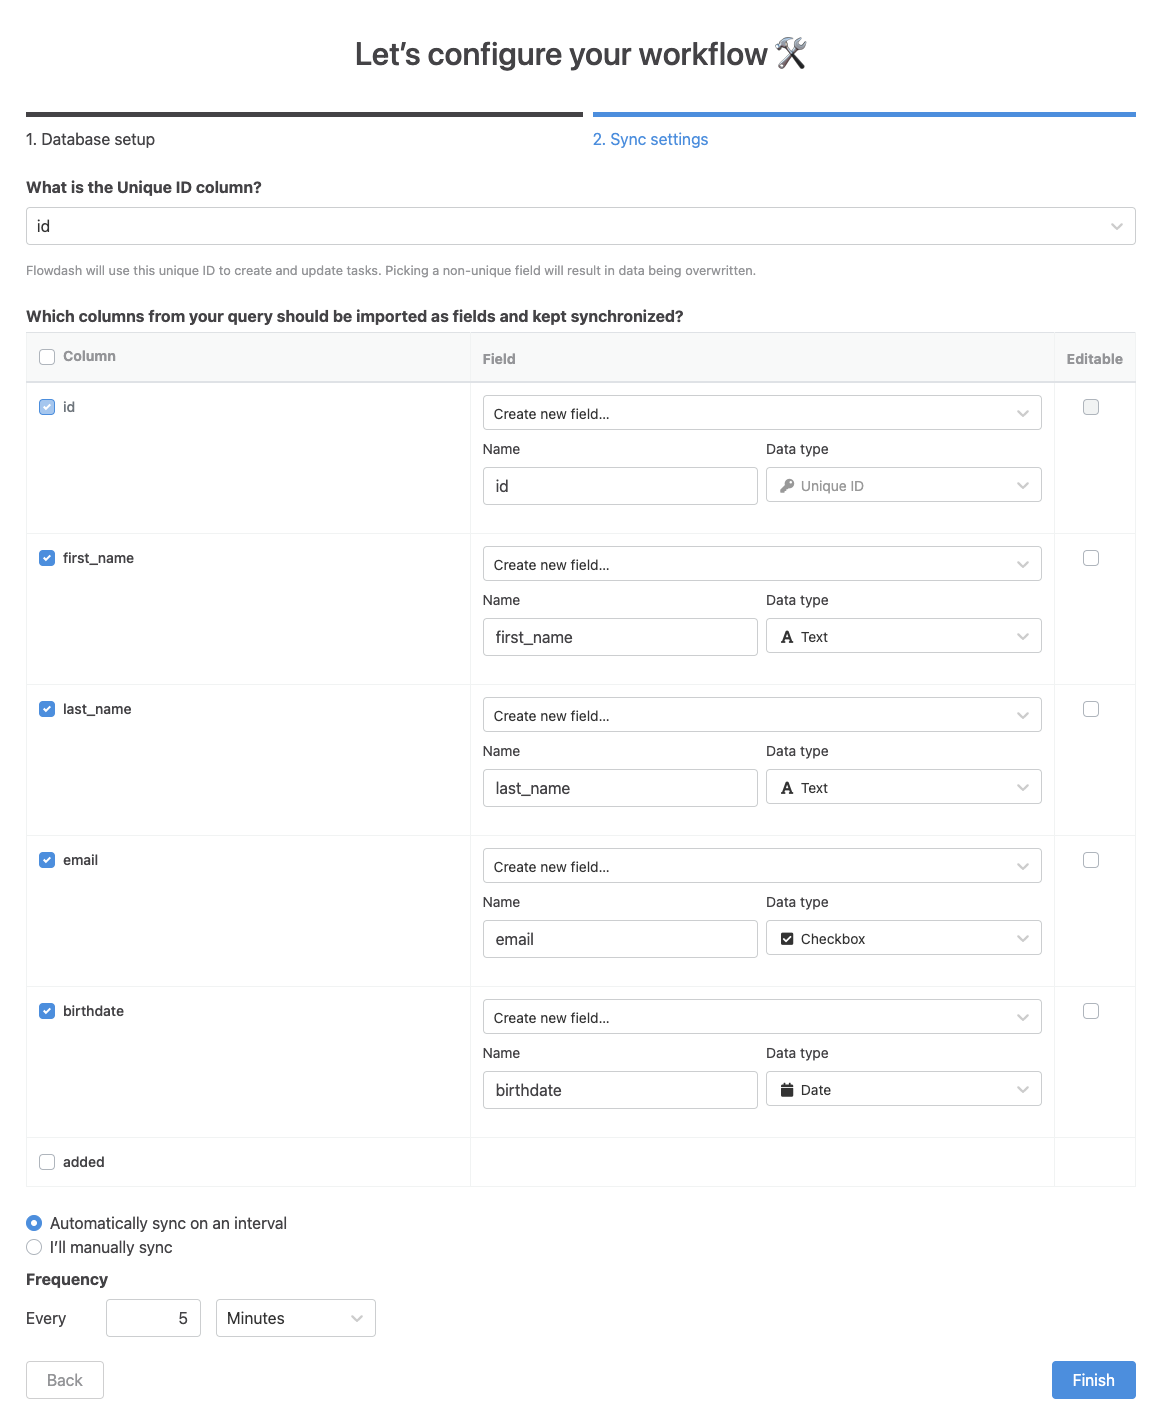 Let's configure your workflow 🛠
1. Database setup
2. Sync settings
What is the Unique ID column?
id
Flowdash will use this unique ID to create and update tasks. Picking a non-unique field will result in data being overwritten.
Which columns from your query should be imported as fields and kept synchronized?
Column Field Editable
id
Create new field...
Name Data type
id Unique ID
first_name
Create new field...
Name Data type
first_name Text
last_name
Create new field...
Name Data type
last_name Text
email
Create new field...
Name Data type
email Checkbox
birthdate
Create new field...
Name Data type
birthdate Date
added
Automatically sync on an interval
I'll manually sync
Frequency
Every 5 Minutes
Back Finish